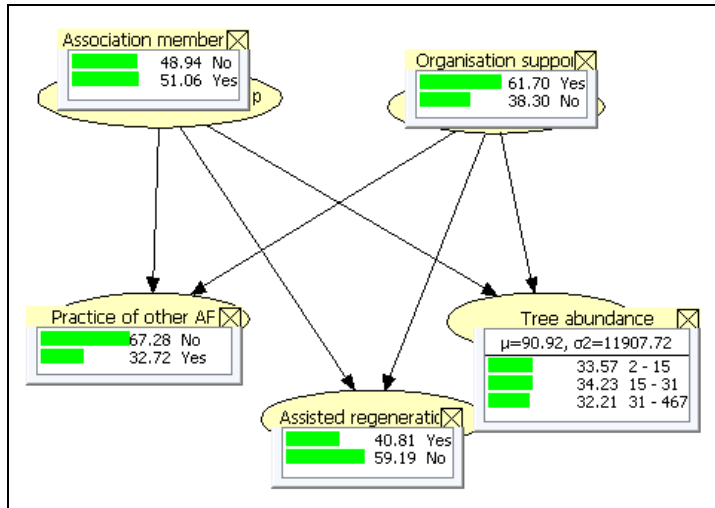 Association member
48.94 No
51.06 Yes
p
Organisation suppor
61.70 Yes
38.30 No
Practice of other AF
67.28 No
32.72 Yes
Tree abundance
μ=90.92, σ2=11907.72
33.57 2 - 15
34.23 15 - 31
32.21 31 - 467
Assisted regeneratic
40.81 Yes
59.19 No